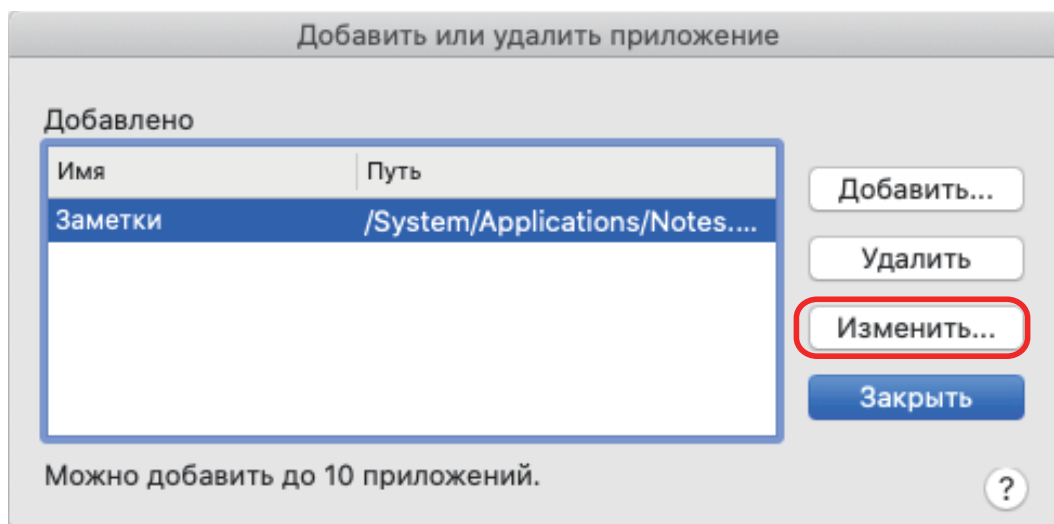 Добавить или удалить приложение
Добавлено
Имя Путь
Заметки /System/Applications/Notes....
Добавить...
Удалить
Изменить...
Закрыть
Можно добавить до 10 приложений.
?